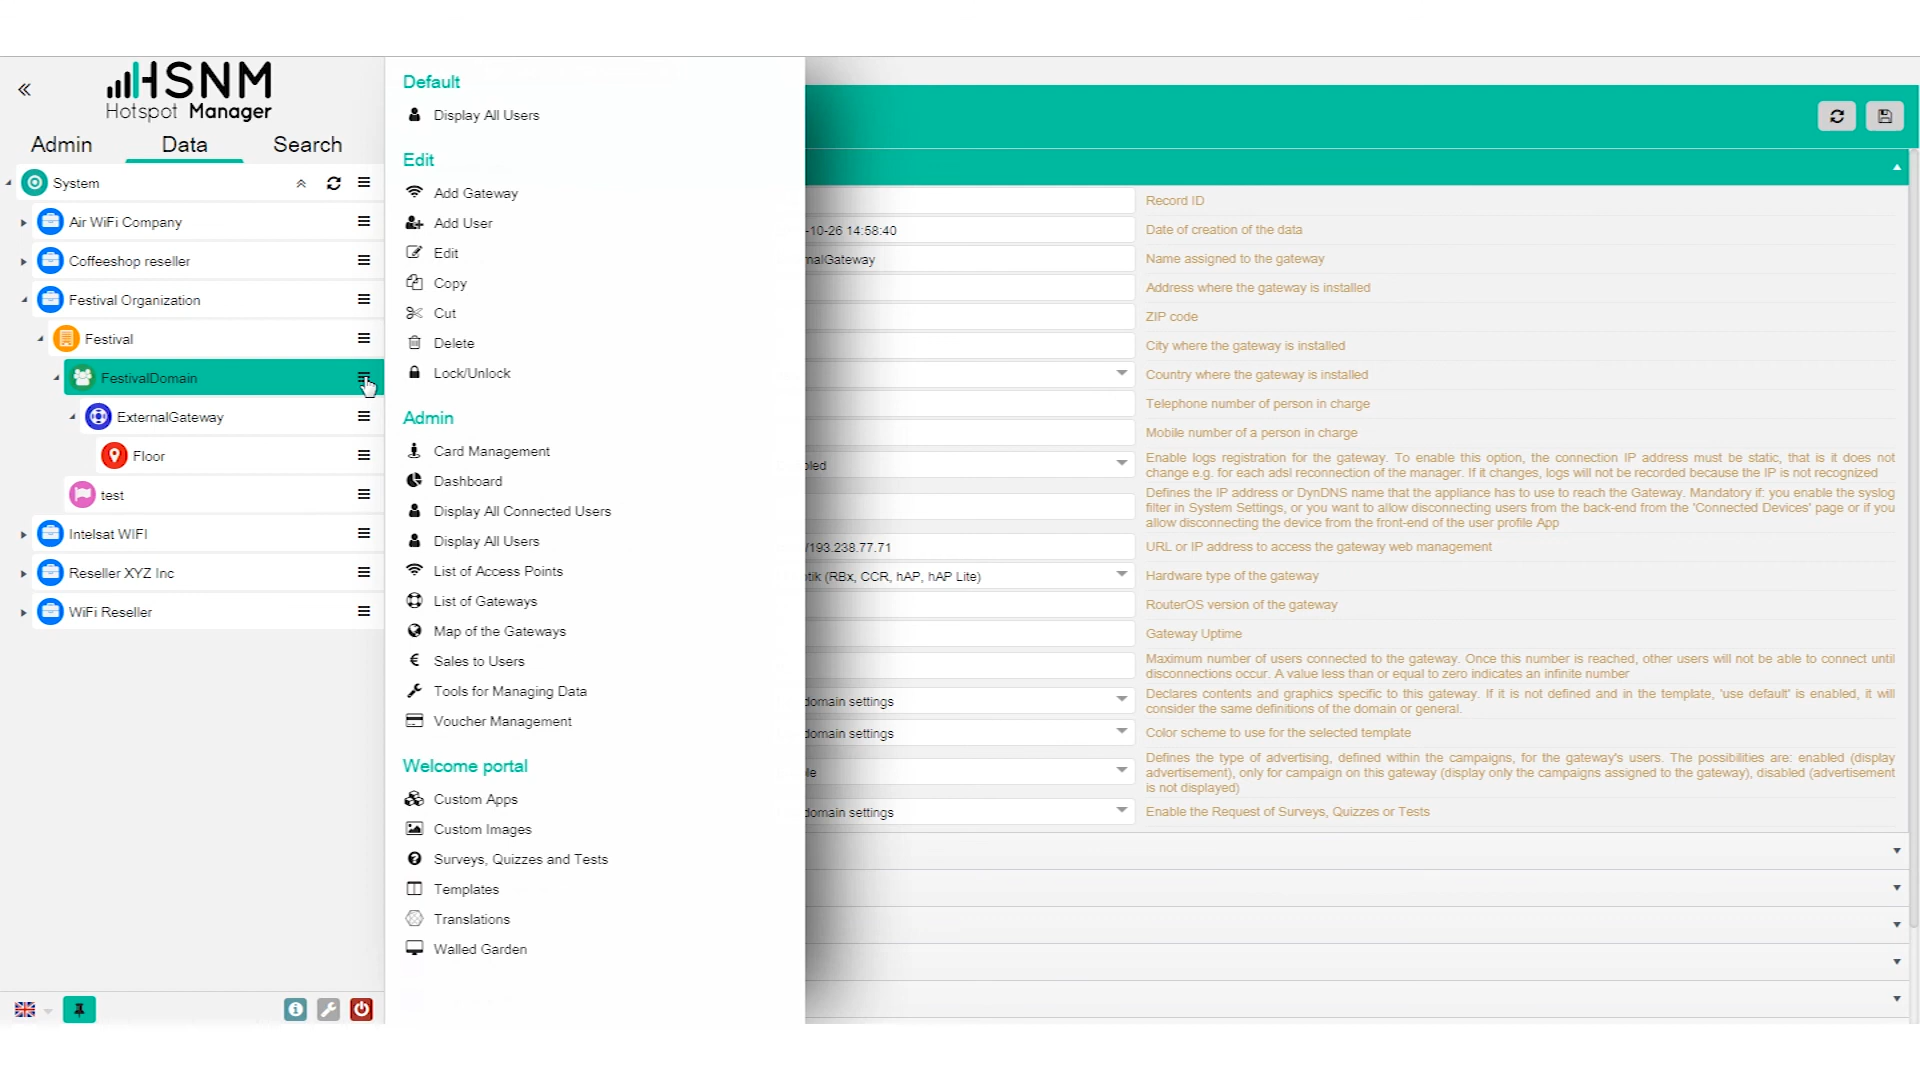 HSNM
Hotspot Manager
Admin
Data
Search
System
Air WiFi Company
Coffeeshop reseller
Festival Organization
Festival
FestivalDomain
ExternalGateway
Floor
test
Intelsat WIFI
Reseller XYZ Inc
WiFi Reseller
Default
Display All Users
Edit
Add Gateway
Add User
Edit
Copy
Cut
Delete
Lock/Unlock
Admin
Card Management
Dashboard
Display All Connected Users
Display All Users
List of Access Points
List of Gateways
Map of the Gateways
Sales to Users
Tools for Managing Data
Voucher Management
Welcome portal
Custom Apps
Custom Images
Surveys, Quizzes and Tests
Templates
Translations
Walled Garden
Record ID
-10-26 14:58:40
Date of creation of the data
nalGateway
Name assigned to the gateway
Address where the gateway is installed
ZIP code
City where the gateway is installed
Country where the gateway is installed
Telephone number of person in charge
Mobile number of a person in charge
Enable logs registration for the gateway. To enable this option, the connection IP address must be static, that is it does not
change e.g. for each adsl reconnection of the manager. If it changes, logs will not be recorded because the IP is not recognized
Defines the IP address or DynDNS name that the appliance has to use to reach the Gateway. Mandatory if: you enable the syslog
filter in System Settings, or you want to allow disconnecting users from the back-end from the 'Connected Devices' page or if you
allow disconnecting the device from the front-end of the user profile App
/193.238.77.71
URL or IP address to access the gateway web management
tik (RBx, CCR, hAP, hAP Lite)
Hardware type of the gateway
RouterOS version of the gateway
Gateway Uptime
Maximum number of users connected to the gateway. Once this number is reached, other users will not be able to connect until
disconnections occur. A value less than or equal to zero indicates an infinite number
domain settings
Declares contents and graphics specific to this gateway. If it is not defined and in the template, 'use default' is enabled, it will
consider the same definitions of the domain or general.
domain settings
Color scheme to use for the selected template
Defines the type of advertising, defined within the campaigns, for the gateway's users. The possibilities are: enabled (display
advertisement), only for campaign on this gateway (display only the campaigns assigned to the gateway), disabled (advertisement
is not displayed)
domain settings
Enable the Request of Surveys, Quizzes or Tests